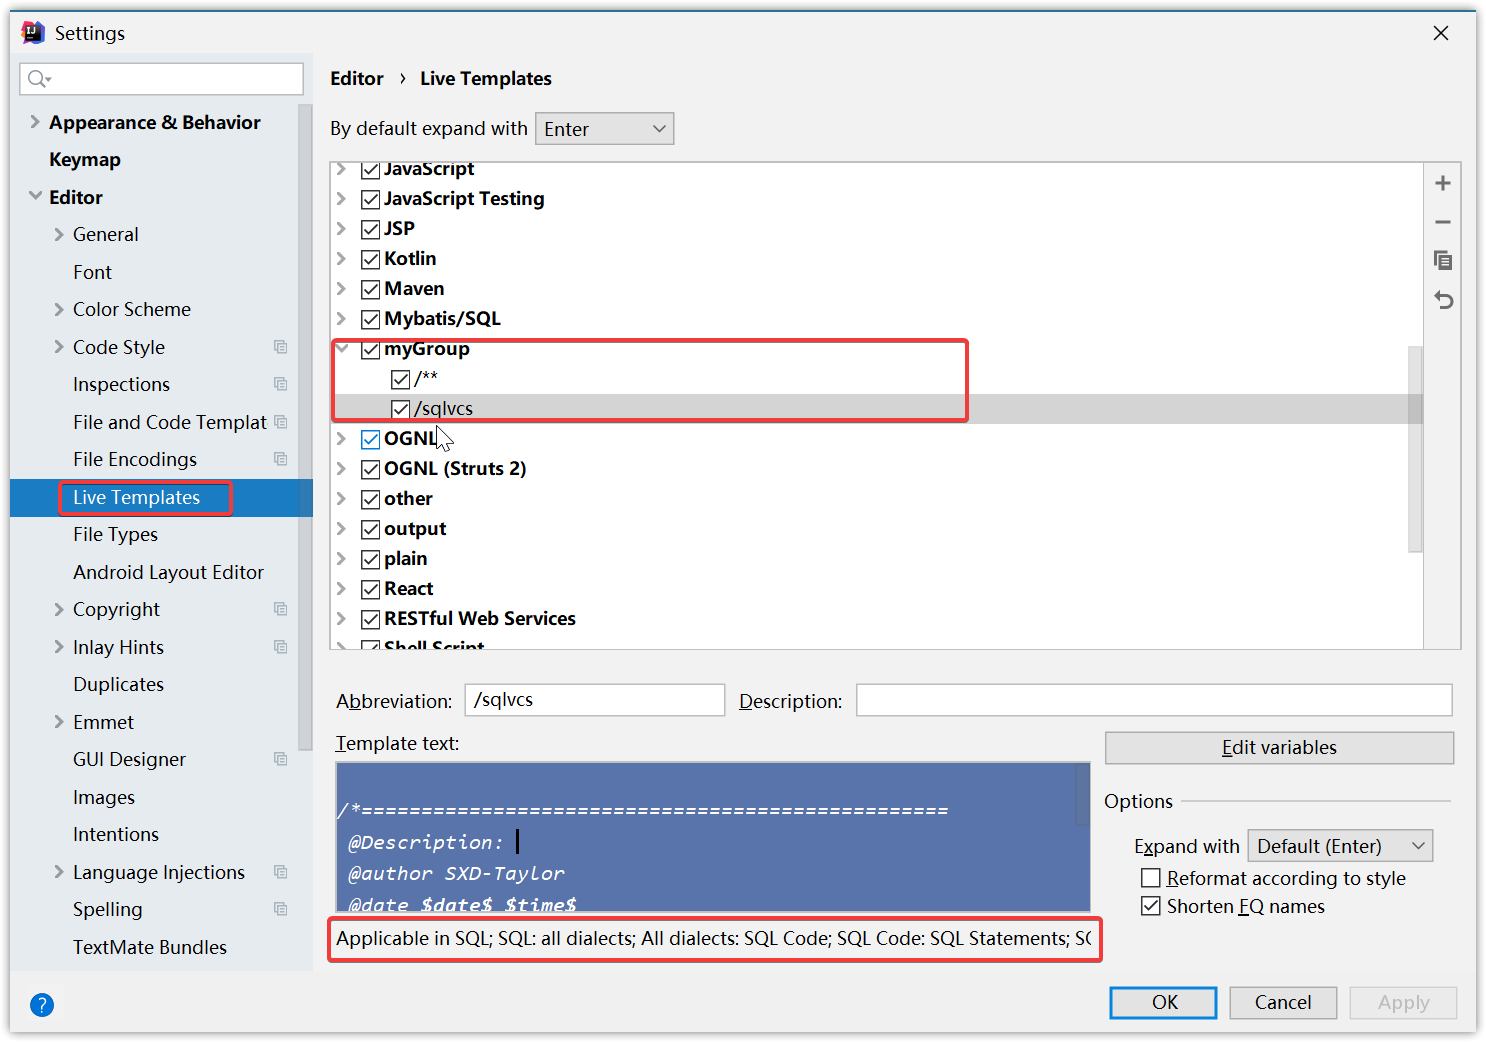 Settings
Appearance & Behavior
Keymap
Editor
General
Font
Color Scheme
Code Style
Inspections
File and Code Templat
File Encodings
Live Templates
File Types
Android Layout Editor
Copyright
Inlay Hints
Duplicates
Emmet
GUI Designer
Images
Intentions
Language Injections
Spelling
TextMate Bundles
Editor › Live Templates
By default expand with Enter
JavaScript
JavaScript Testing
JSP
Kotlin
Maven
Mybatis/SQL
myGroup
/**
/sqlvcs
OGNL
OGNL (Struts 2)
other
output
plain
React
RESTful Web Services
Shell Script
Abbreviation: /sqlvcs Description:
Template text:
/*=================================================
@Description:
@author SXD-Taylor
@date $date$ $time$
Applicable in SQL; SQL: all dialects; All dialects: SQL Code; SQL Code: SQL Statements; SQ
Edit variables
Options
Expand with Default (Enter)
Reformat according to style
Shorten FQ names
? OK Cancel Apply